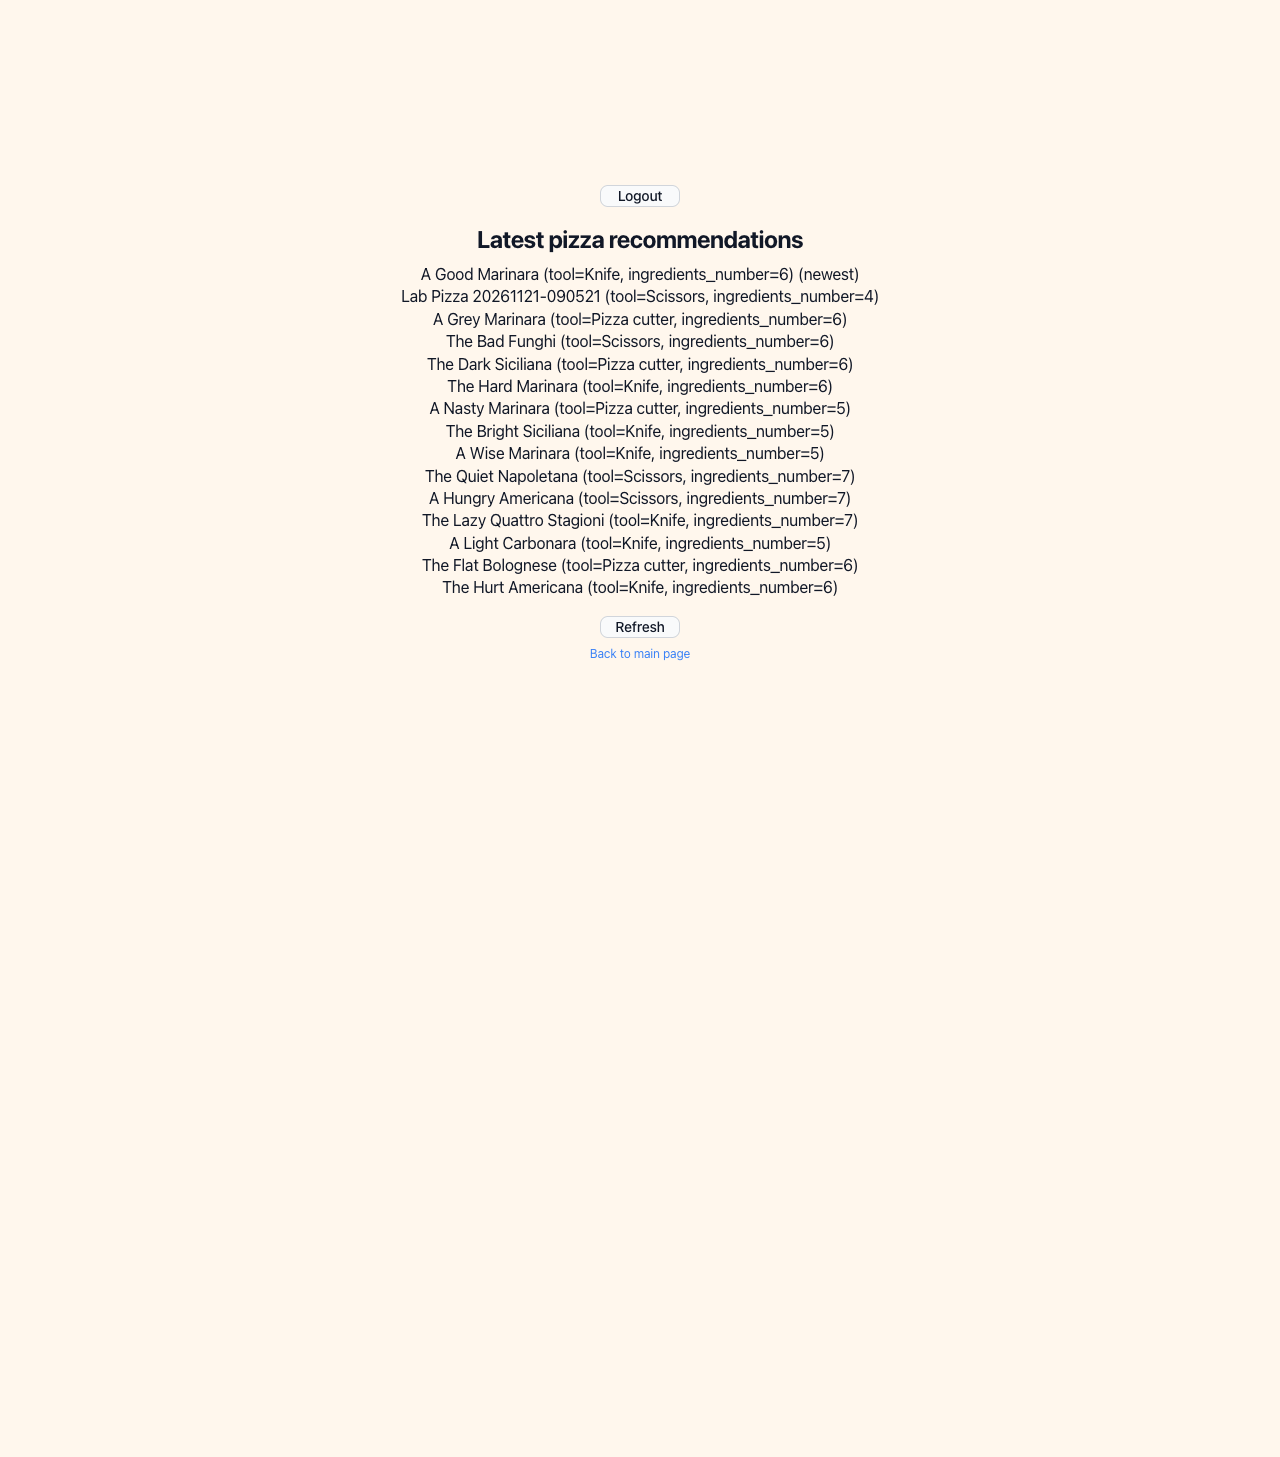 Logout
Latest pizza recommendations
A Good Marinara (tool=Knife, ingredients_number=6) (newest)
Lab Pizza 20261121-090521 (tool=Scissors, ingredients_number=4)
A Grey Marinara (tool=Pizza cutter, ingredients_number=6)
The Bad Funghi (tool=Scissors, ingredients_number=6)
The Dark Siciliana (tool=Pizza cutter, ingredients_number=6)
The Hard Marinara (tool=Knife, ingredients_number=6)
A Nasty Marinara (tool=Pizza cutter, ingredients_number=5)
The Bright Siciliana (tool=Knife, ingredients_number=5)
A Wise Marinara (tool=Knife, ingredients_number=5)
The Quiet Napoletana (tool=Scissors, ingredients_number=7)
A Hungry Americana (tool=Scissors, ingredients_number=7)
The Lazy Quattro Stagioni (tool=Knife, ingredients_number=7)
A Light Carbonara (tool=Knife, ingredients_number=5)
The Flat Bolognese (tool=Pizza cutter, ingredients_number=6)
The Hurt Americana (tool=Knife, ingredients_number=6)
Refresh
Back to main page